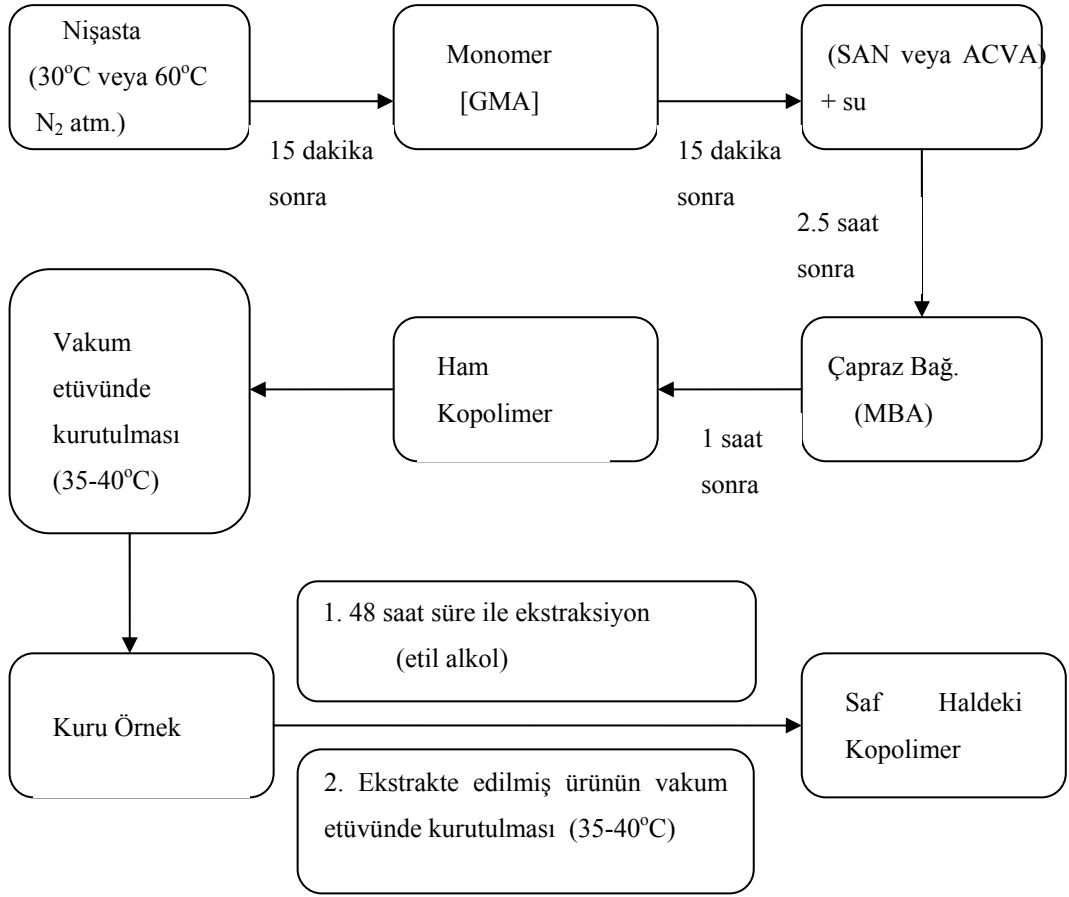 Nişasta
(30°C veya 60°C
N₂ atm.)
15 dakika
sonra
Monomer
[GMA]
15 dakika
sonra
(SAN veya ACVA)
+ su
2.5 saat
sonra
Çapraz Bağ.
(MBA)
1 saat
sonra
Ham
Kopolimer
Vakum
etüvünde
kurutulması
(35-40°C)
Kuru Örnek
1. 48 saat süre ile ekstraksiyon
(etil alkol)
2. Ekstrakte edilmiş ürünün vakum
etüvünde kurutulması (35-40°C)
Saf Haldeki
Kopolimer